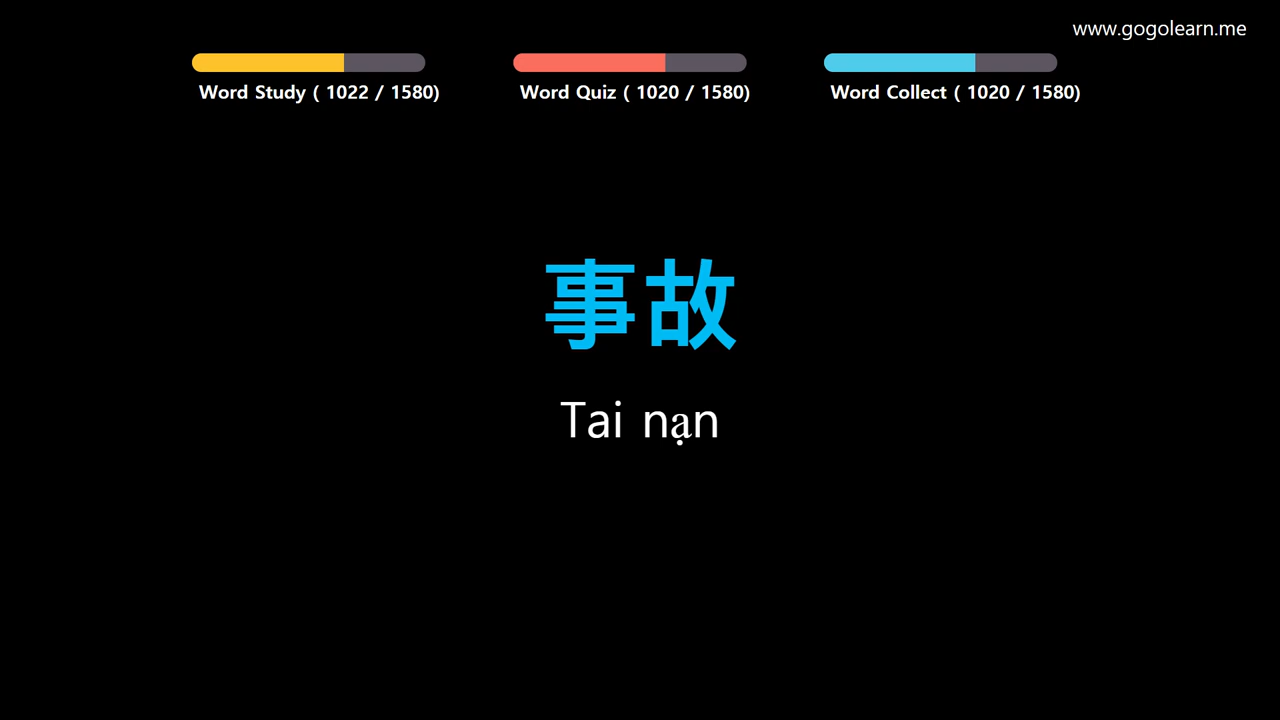 www.gogolearn.me
Word Study ( 1022 / 1580)
Word Quiz ( 1020 / 1580)
Word Collect ( 1020 / 1580)
事故
Tai nạn